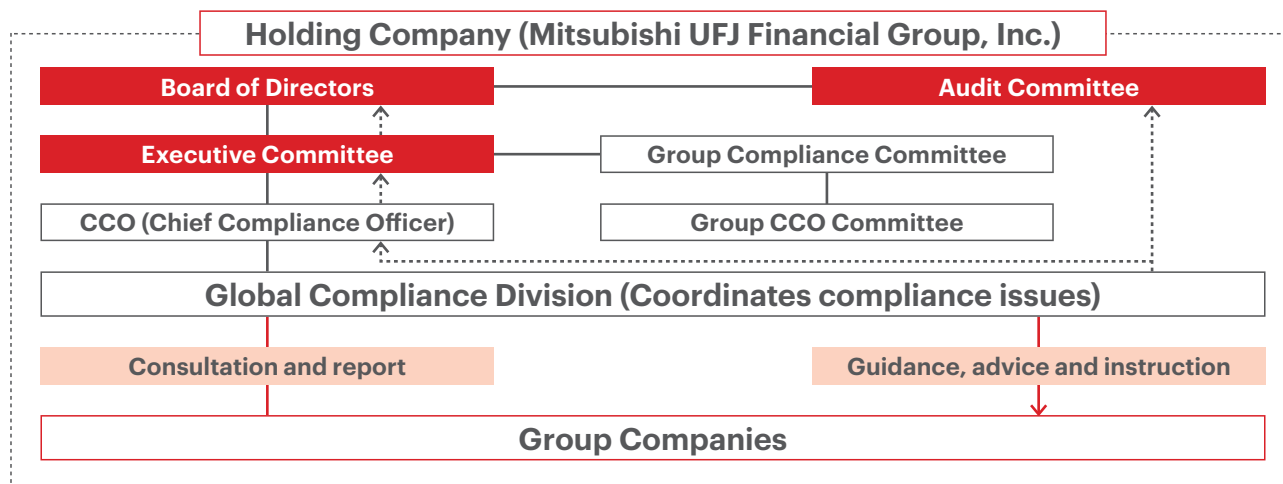 Holding Company (Mitsubishi UFJ Financial Group, Inc.)
Board of Directors
Audit Committee
Executive Committee
Group Compliance Committee
CCO (Chief Compliance Officer)
Group CCO Committee
Global Compliance Division (Coordinates compliance issues)
Consultation and report
Guidance, advice and instruction
Group Companies